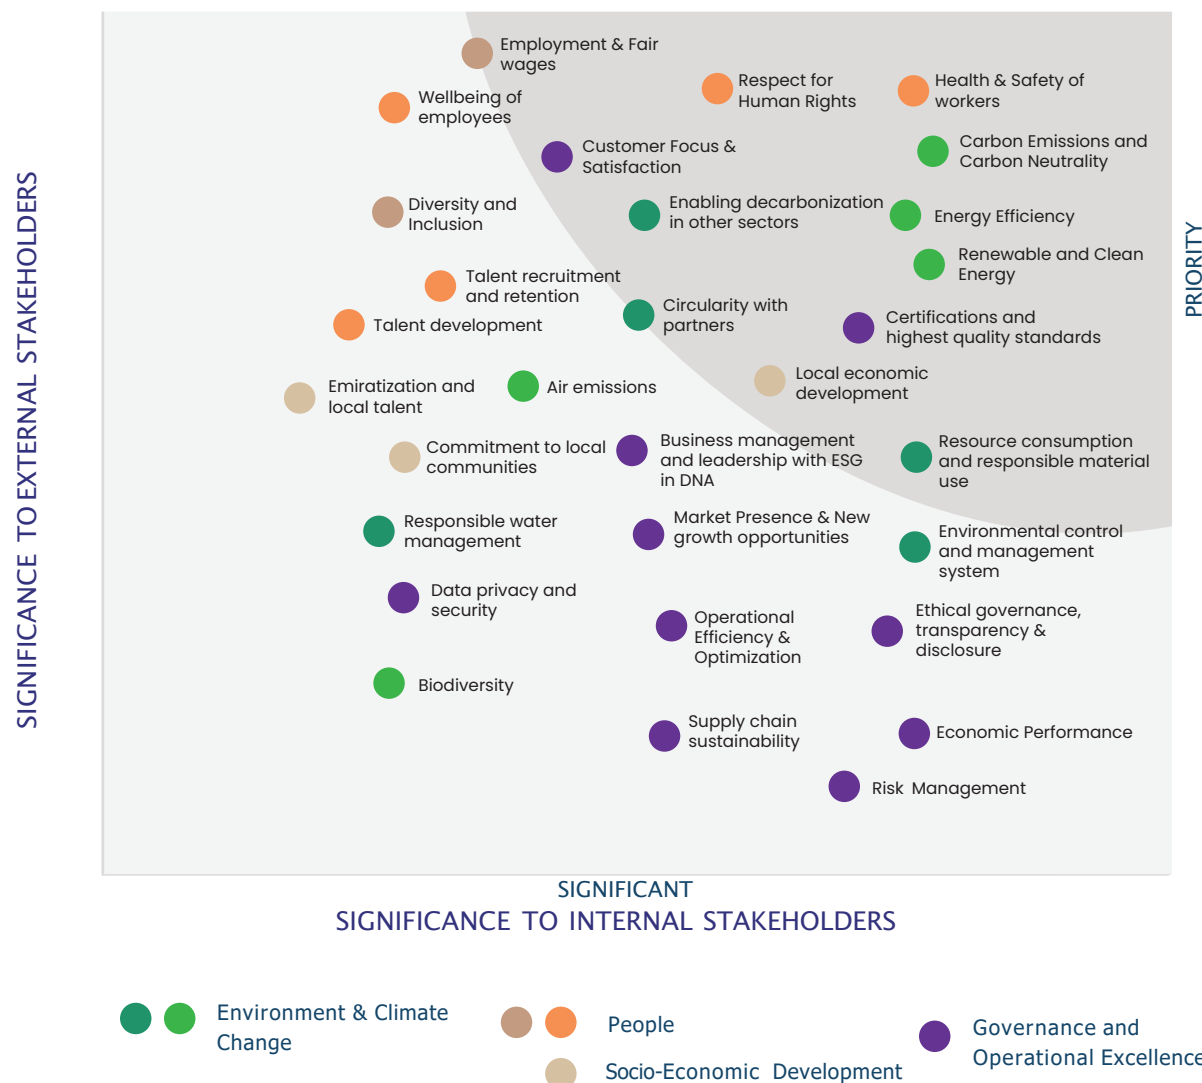 SIGNIFICANCE TO EXTERNAL STAKEHOLDERS
Employment & Fair
wages
Wellbeing of
employees
Respect for
Human Rights
Health & Safety of
workers
Customer Focus &
Satisfaction
Carbon Emissions and
Carbon Neutrality
Diversity and
Inclusion
Enabling decarbonization
in other sectors
Energy Efficiency
Renewable and Clean
Energy
PRIORITY
Talent recruitment
and retention
Talent development
Circularity with
partners
Certifications and
highest quality standards
Emiratization and
local talent
Air emissions
Local economic
development
Commitment to local
communities
Business management
and leadership with ESG
in DNA
Resource consumption
and responsible material
use
Responsible water
management
Market Presence & New
growth opportunities
Environmental control
and management
system
Data privacy and
security
Operational
Efficiency &
Optimization
Ethical governance,
transparency &
disclosure
Biodiversity
Supply chain
sustainability
Economic Performance
Risk Management
SIGNIFICANT
SIGNIFICANCE TO INTERNAL STAKEHOLDERS
Environment & Climate
Change
People
Socio-Economic Development
Governance and
Operational Excellence